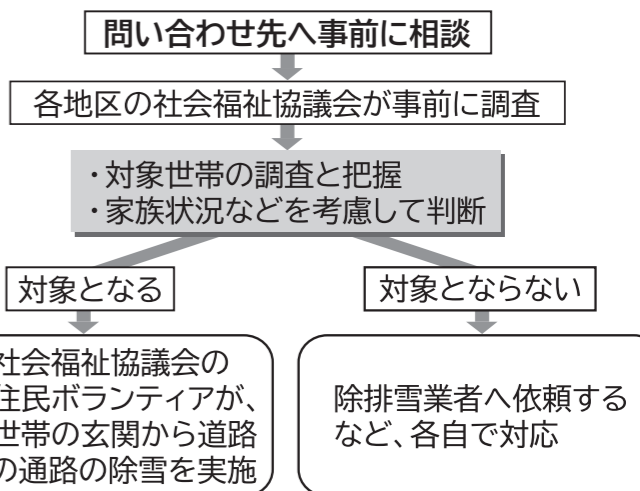 問い合わせ先へ事前に相談
各地区の社会福祉協議会が事前に調査
・対象世帯の調査と把握
・家族状況などを考慮して判断
対象となる
対象とならない
社会福祉協議会の
住民ボランティアが、
世帯の玄関から道路
の通路の除雪を実施
除排雪業者へ依頼する
など、各自で対応